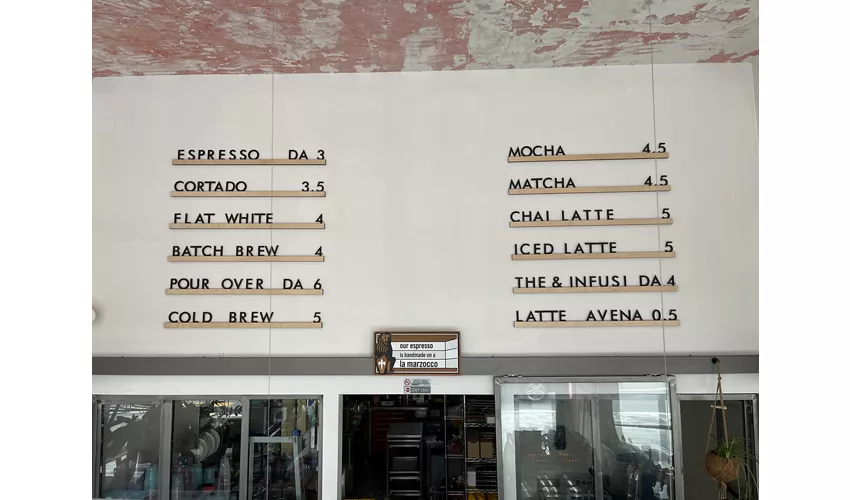 ESPRESSO DA 3
CORTADO 3.5
FLAT WHITE 4
BATCH BREW 4
POUR OVER DA 6
COLD BREW 5
MOCHA 4.5
MATCHA 4.5
CHAI LATTE 5
ICED LATTE 5
THE & INFUSI DA 4
LATTE AVENA 0.5
our espresso
is handmade on a
la marzocco